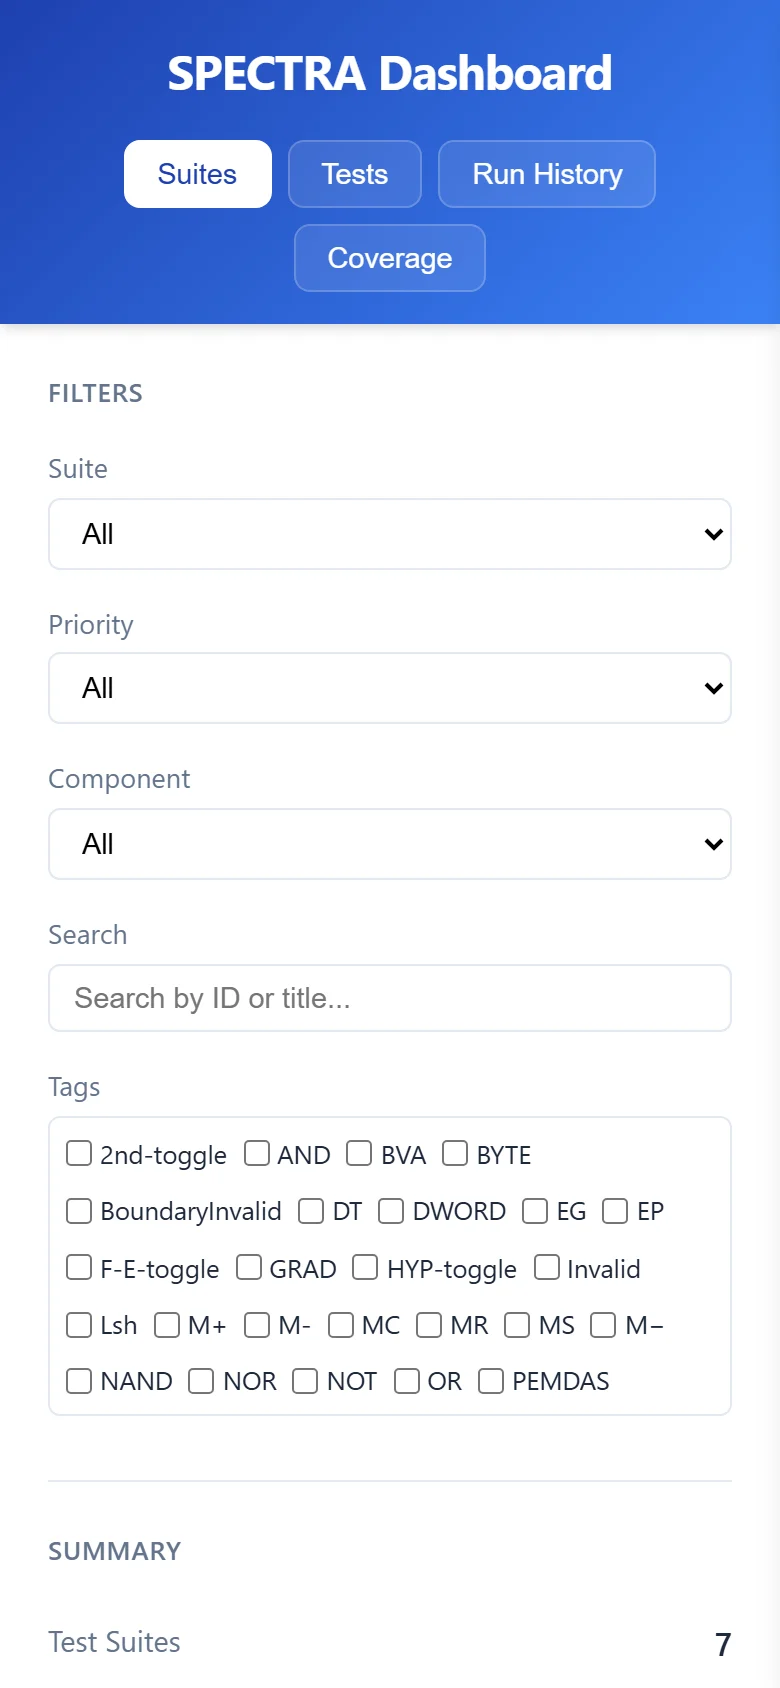 SPECTRA Dashboard
Suites Tests Run History
Coverage
FILTERS
Suite
All
Priority
All
Component
All
Search
Search by ID or title...
Tags
2nd-toggle AND BVA BYTE
BoundaryInvalid DT DWORD EG EP
F-E-toggle GRAD HYP-toggle Invalid
Lsh M+ M- MC MR MS M−
NAND NOR NOT OR PEMDAS
SUMMARY
Test Suites 7